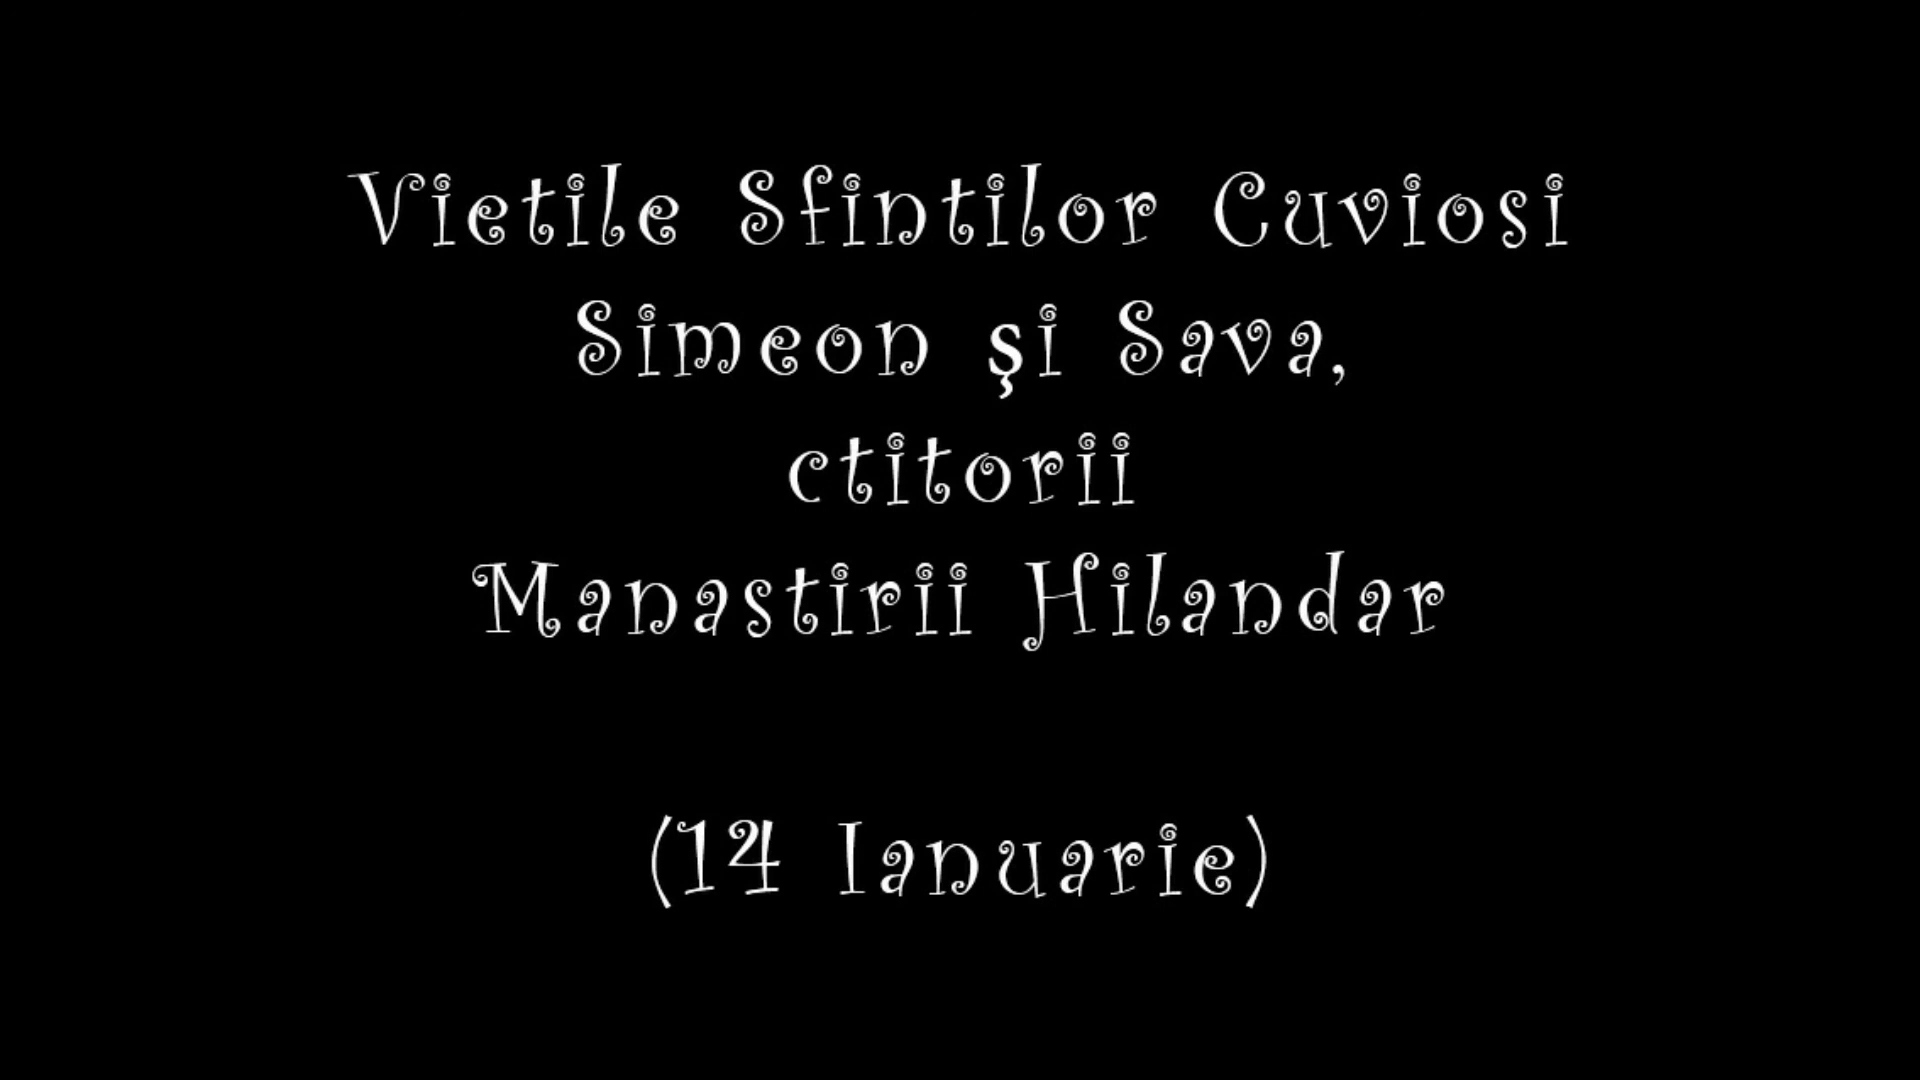 Vietile Sfintilor Cuviosi
Simeon şi Sava,
ctitorii
Manastirii Hilandar
(14 Ianuarie)